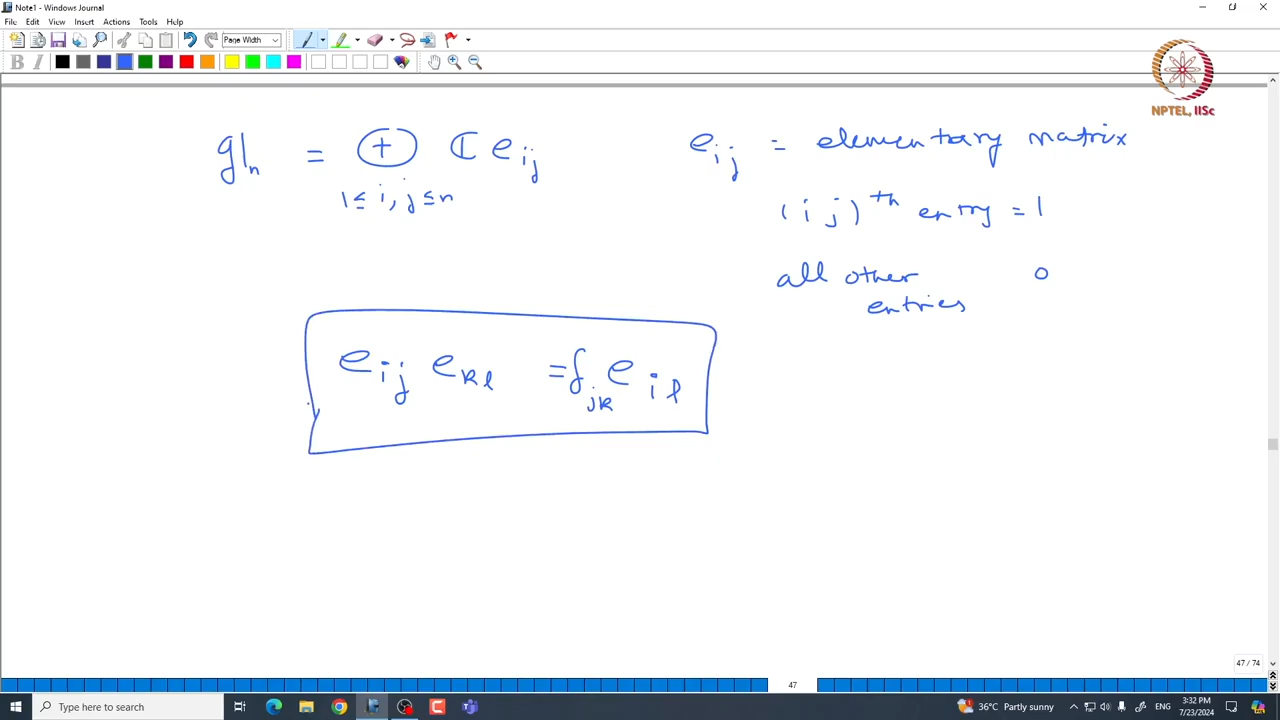 Note1 - Windows Journal
File Edit View Insert Actions Tools Help
Page Width
B I
NPTEL, IISc
gl_n = ⊕ ℂ e_ij
1 ≤ i, j ≤ n
e_ij = elementary matrix
(i j)^th entry = 1
all other 0
entries
e_ij e_kl = δ_jk e_il
47 / 74
47
Type here to search
36°C Partly sunny
ENG
3:32 PM
7/23/2024